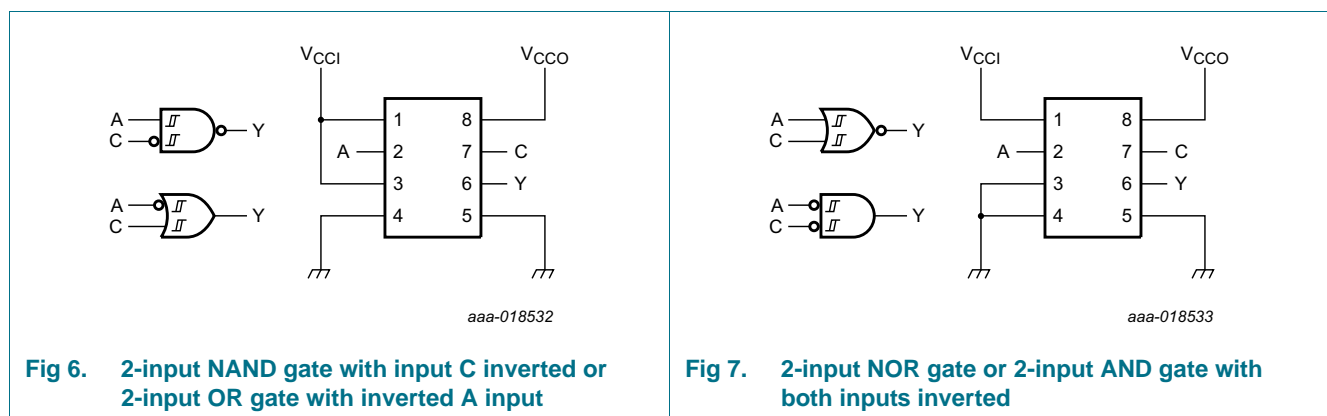 VCCI VCCO
A
C
Y
A
C
Y
A
1 8
2 7
3 6
4 5
C
Y
aaa-018532
Fig 6. 2-input NAND gate with input C inverted or
2-input OR gate with inverted A input
VCCI VCCO
A
C
Y
A
C
Y
A
1 8
2 7
3 6
4 5
C
Y
aaa-018533
Fig 7. 2-input NOR gate or 2-input AND gate with
both inputs inverted